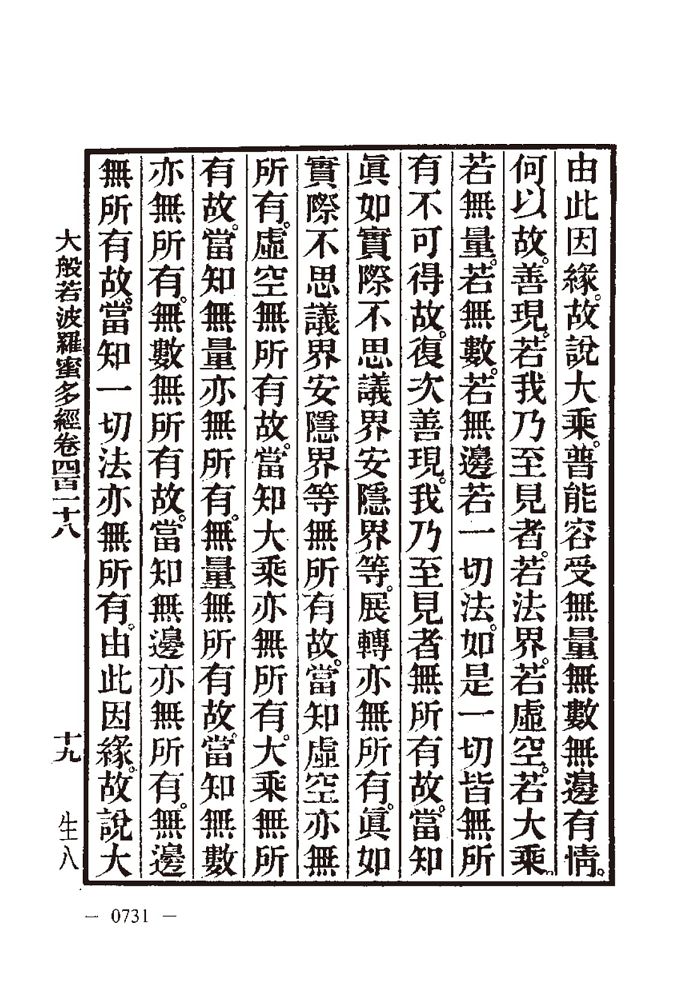 由此因緣。故說大乘。普能容受無量無數無邊有情。
何以故。善現。若我乃至見者。若法界。若虛空。若大乘。
若無量。若無數。若無邊若一切法。如是一切皆無所
有不可得故。復次善現。我乃至見者無所有故。當知
眞如實際不思議界安隱界等。展轉亦無所有。眞如
實際不思議界安隱界等無所有故。當知虛空亦無
所有。虛空無所有故。當知大乘亦無所有。大乘無所
有故。當知無量亦無所有。無量無所有故。當知無數
亦無所有。無數無所有故。當知無邊亦無所有。無邊
無所有故。當知一切法亦無所有。由此因緣。故說大
大般若波羅蜜多經卷四百一十八 十九 生八
— 0731 —